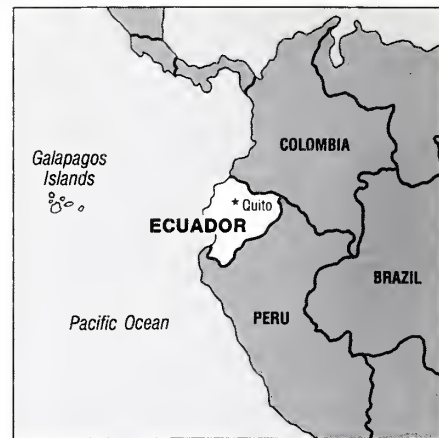 COLOMBIA
Galapagos
Islands
* Quito
ECUADOR
BRAZIL
Pacific Ocean
PERU